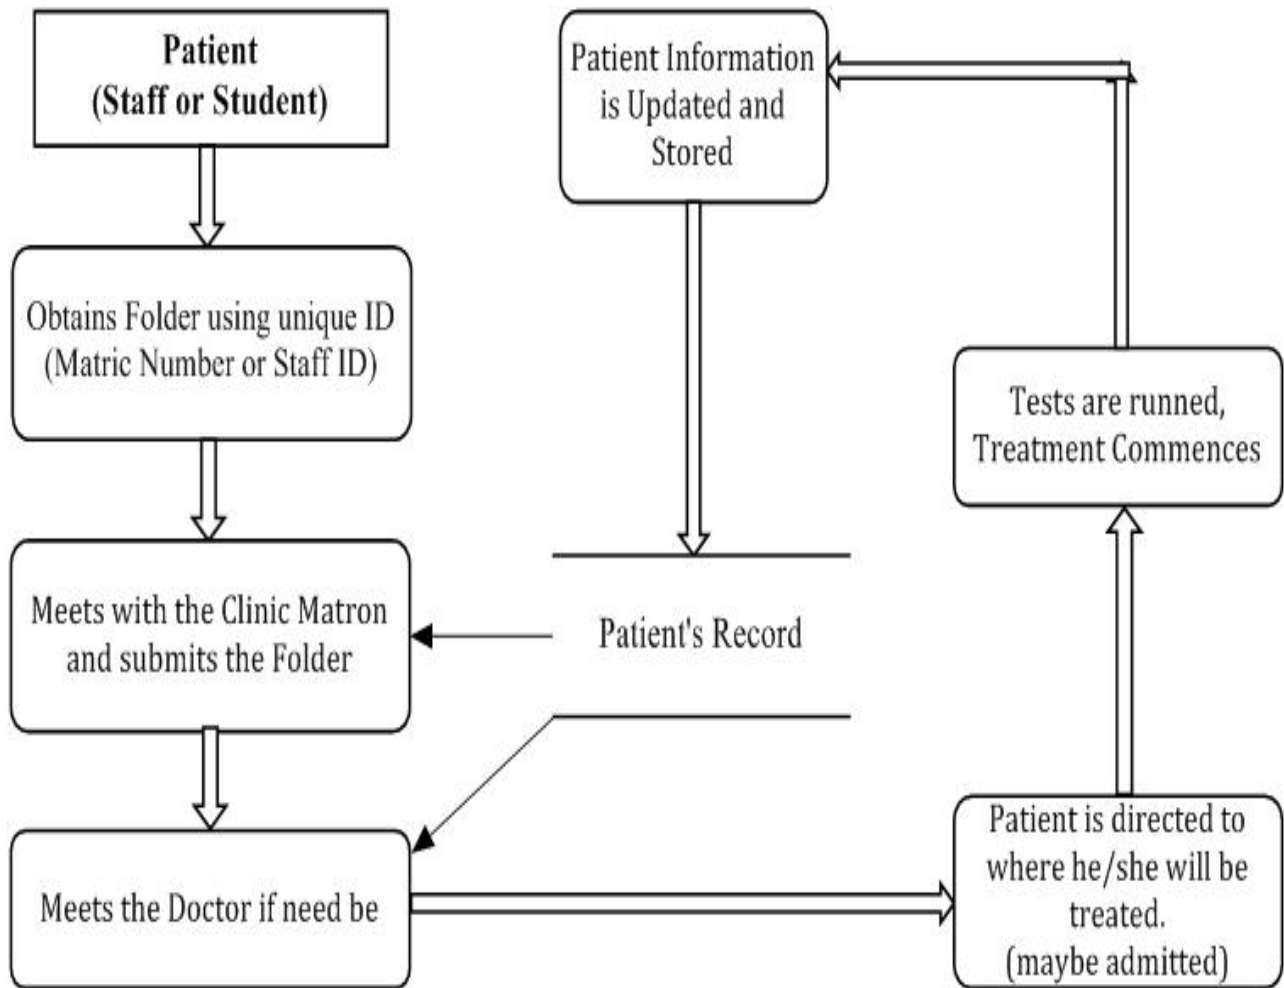 Patient
(Staff or Student)
Obtains Folder using unique ID
(Matric Number or Staff ID)
Meets with the Clinic Matron
and submits the Folder
Meets the Doctor if need be
Patient is directed to
where he/she will be
treated.
(maybe admitted)
Tests are runned,
Treatment Commences
Patient Information
is Updated and
Stored
Patient's Record